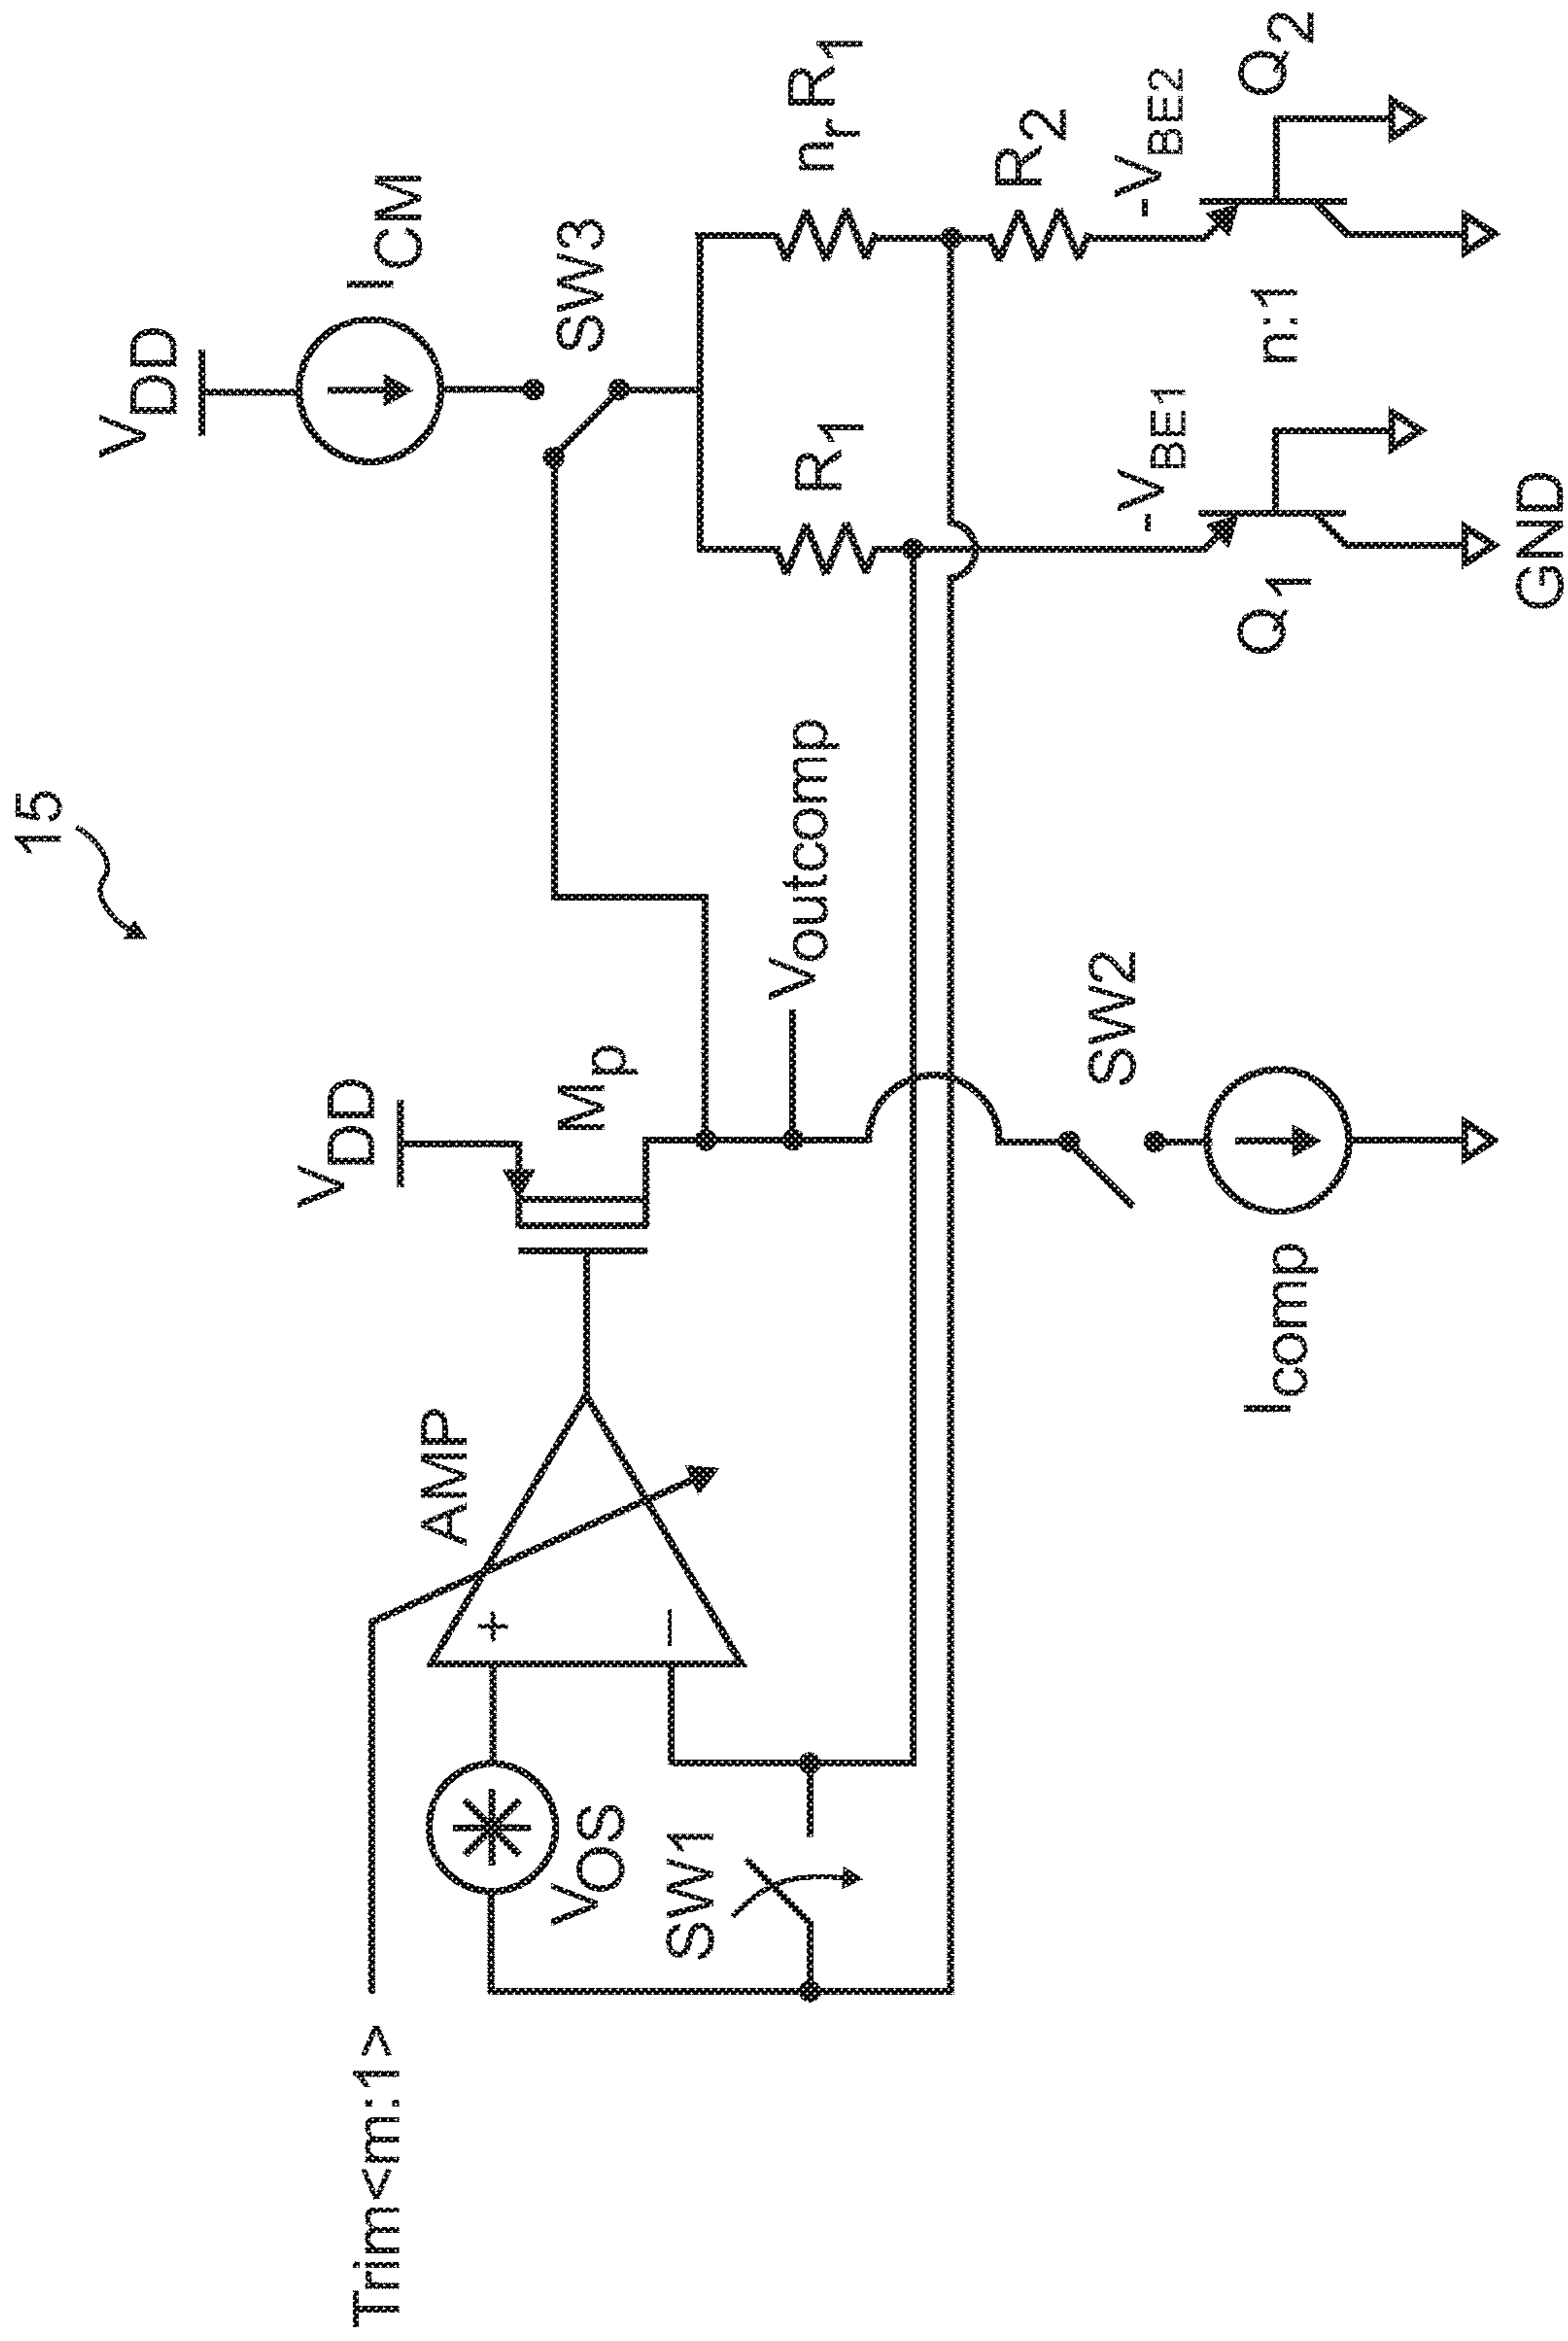 15
Trim<m:1>
AMP
+
−
VOS
SW1
VDD
Mp
Voutcomp
SW2
Icomp
VDD
ICM
SW3
R1
nrR1
R2
-VBE1
-VBE2
Q1
n:1
Q2
GND